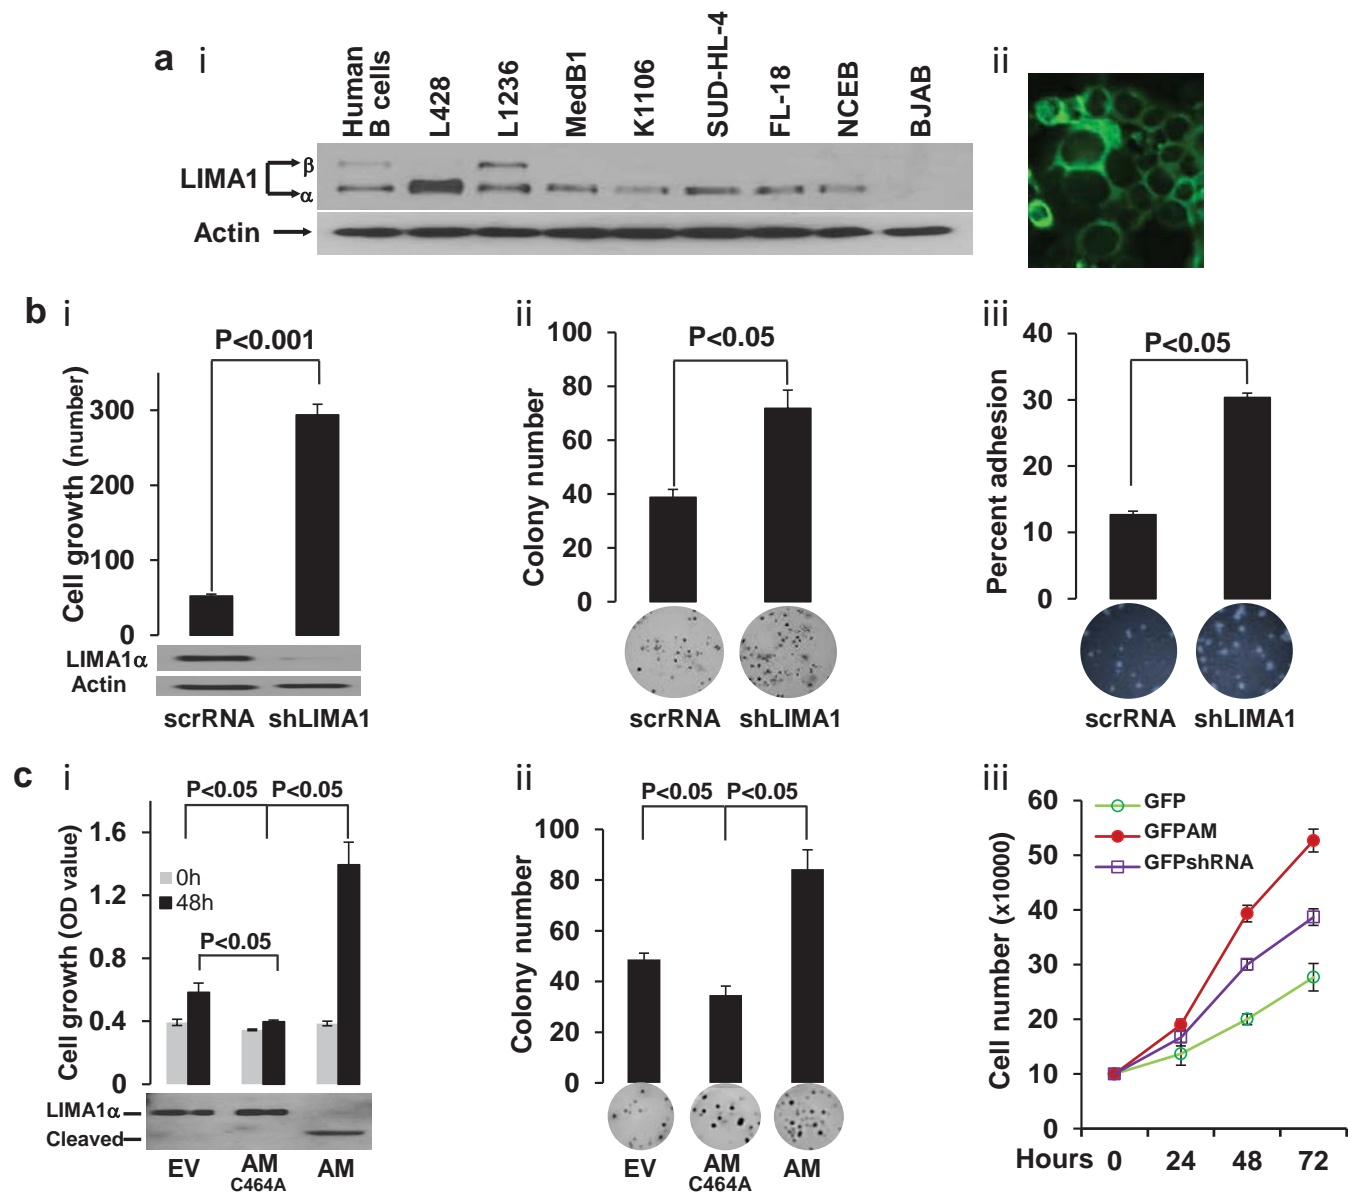 a i
Human B cells
L428
L1236
MedB1
K1106
SUD-HL-4
FL-18
NCEB
BJAB
LIMA1
β
α
Actin
ii
b i
P<0.001
Cell growth (number)
300
200
100
0
LIMA1α
Actin
scrRNA shLIMA1
ii
P<0.05
Colony number
100
80
60
40
20
0
scrRNA shLIMA1
iii
P<0.05
Percent adhesion
40
30
20
10
0
scrRNA shLIMA1
c i
P<0.05 P<0.05
Cell growth (OD value)
1.6
1.2
0.8
0.4
0
0h
48h
P<0.05
LIMA1α
Cleaved
EV AM C464A AM
ii
P<0.05 P<0.05
Colony number
100
80
60
40
20
0
EV AM C464A AM
iii
GFP
GFPAM
GFPshRNA
Cell number (x10000)
60
50
40
30
20
10
0
Hours 0 24 48 72